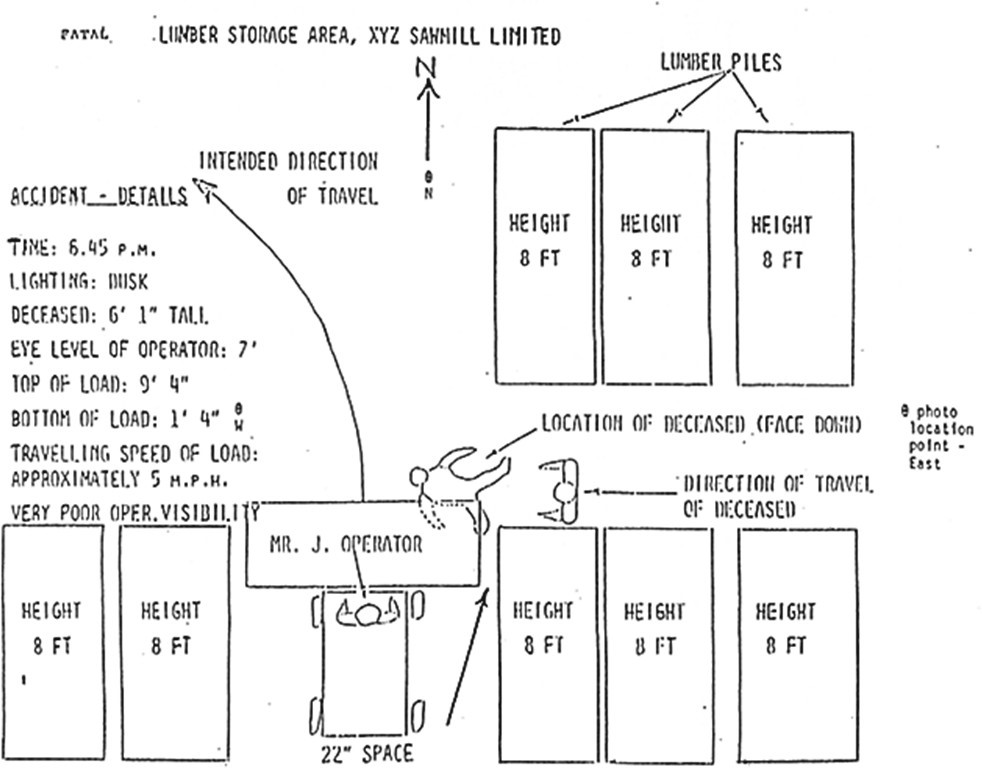 FATAL LUMBER STORAGE AREA, XYZ SAWMILL LIMITED
N
LUMBER PILES
INTENDED DIRECTION
OF TRAVEL
θ
N
ACCIDENT - DETAILS
TIME: 6.45 P.M.
LIGHTING: DUSK
DECEASED: 6' 1" TALL
EYE LEVEL OF OPERATOR: 7'
TOP OF LOAD: 9' 4"
BOTTOM OF LOAD: 1' 4"
θ
W
TRAVELLING SPEED OF LOAD:
APPROXIMATELY 5 M.P.H.
VERY POOR OPER.VISIBILITY
HEIGHT
8 FT
HEIGHT
8 FT
HEIGHT
8 FT
LOCATION OF DECEASED (FACE DOWN)
θ photo
location
point -
East
DIRECTION OF TRAVEL
OF DECEASED
MR. J. OPERATOR
HEIGHT
8 FT
HEIGHT
8 FT
HEIGHT
8 FT
HEIGHT
8 FT
HEIGHT
8 FT
22" SPACE